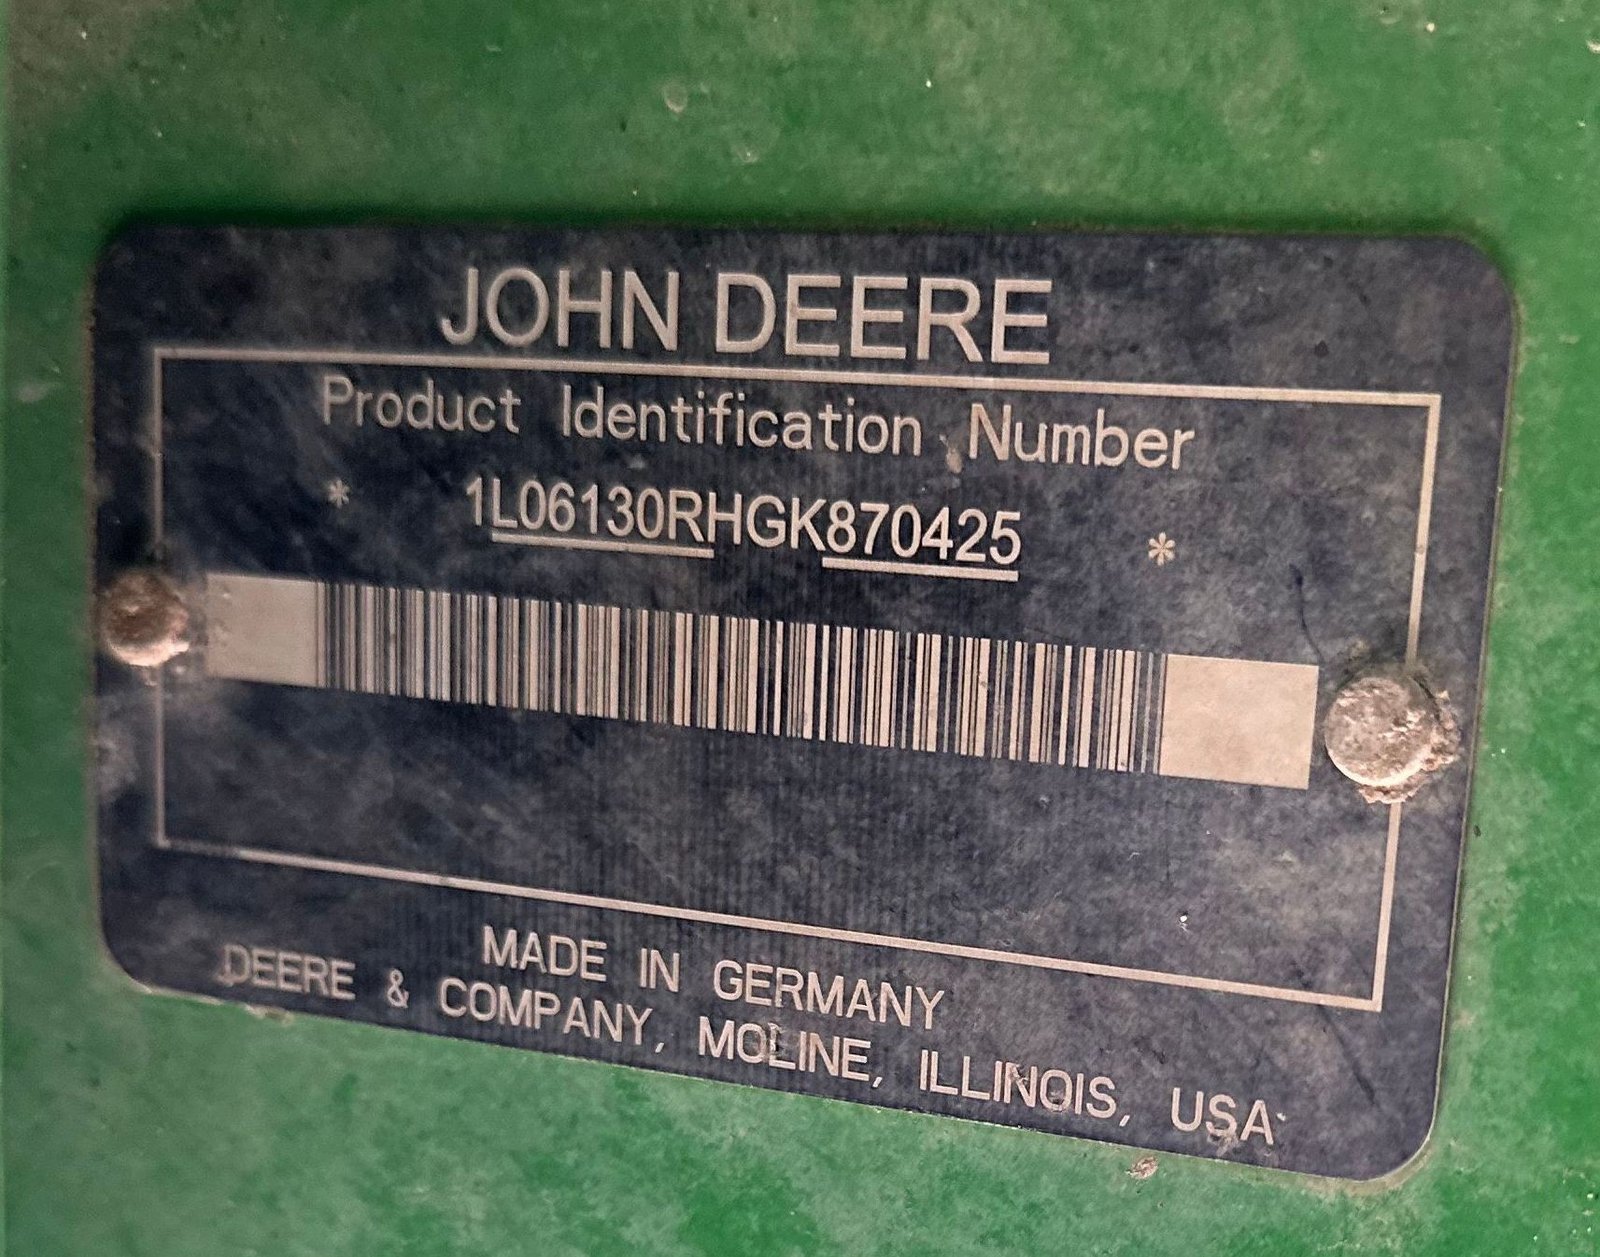 JOHN DEERE
Product Identification Number
* 1L06130RHGK870425 *
MADE IN GERMANY
DEERE & COMPANY, MOLINE, ILLINOIS, USA